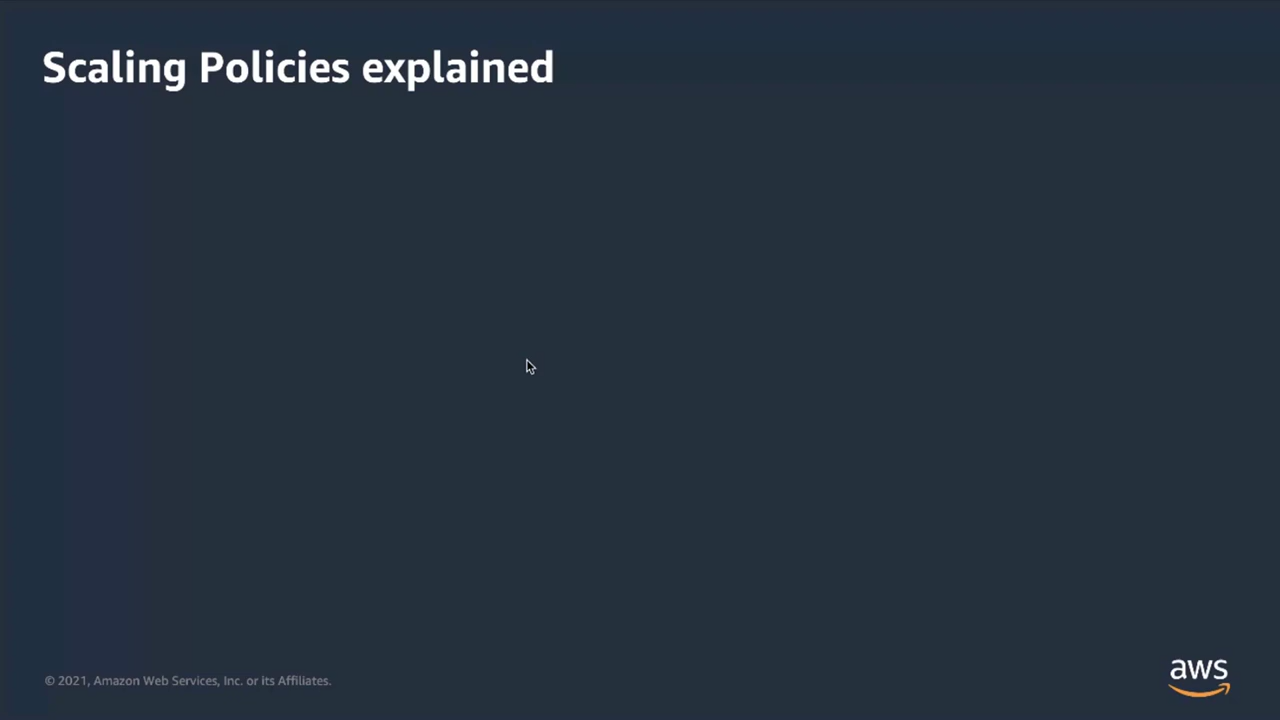 Scaling Policies explained
© 2021, Amazon Web Services, Inc. or its Affiliates.
aws